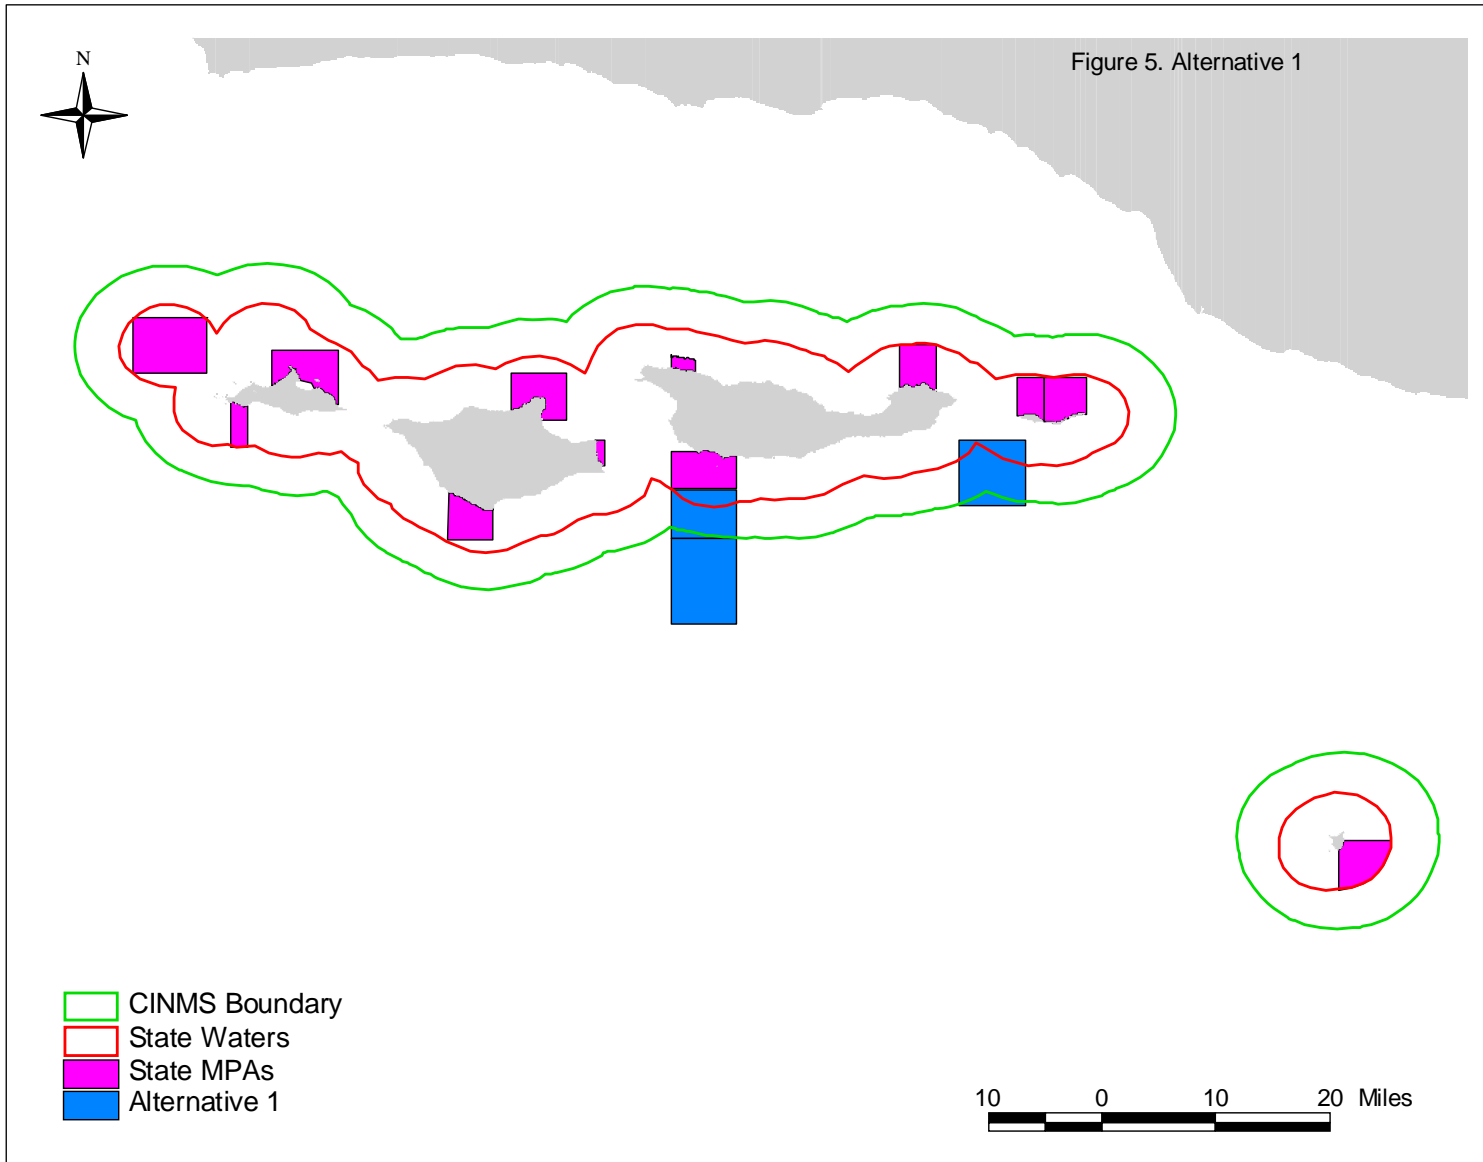 N
Figure 5. Alternative 1
CINMS Boundary
State Waters
State MPAs
Alternative 1
10 0 10 20 Miles